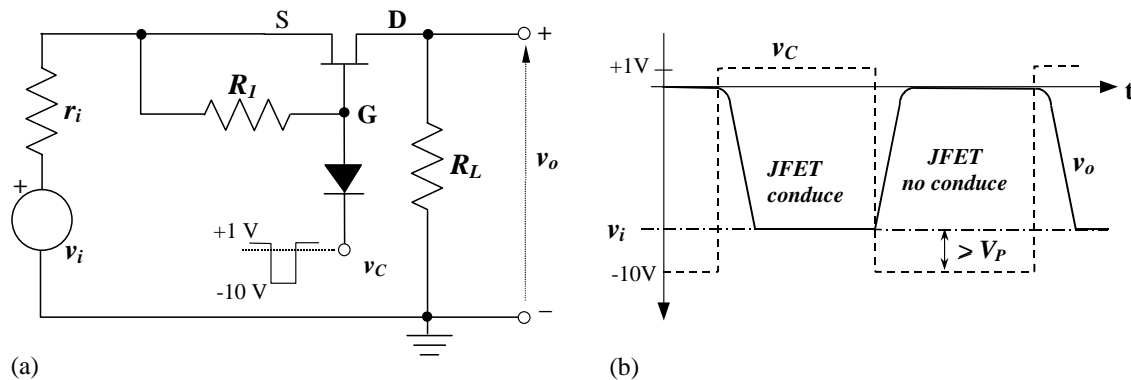 S
D
+
R1
ri
G
+
vi
RL
vo
+1 V
-10 V
vC
−
(a)
+1V
vC
t
JFET
conduce
JFET
no conduce
vo
vi
> VP
-10V
(b)